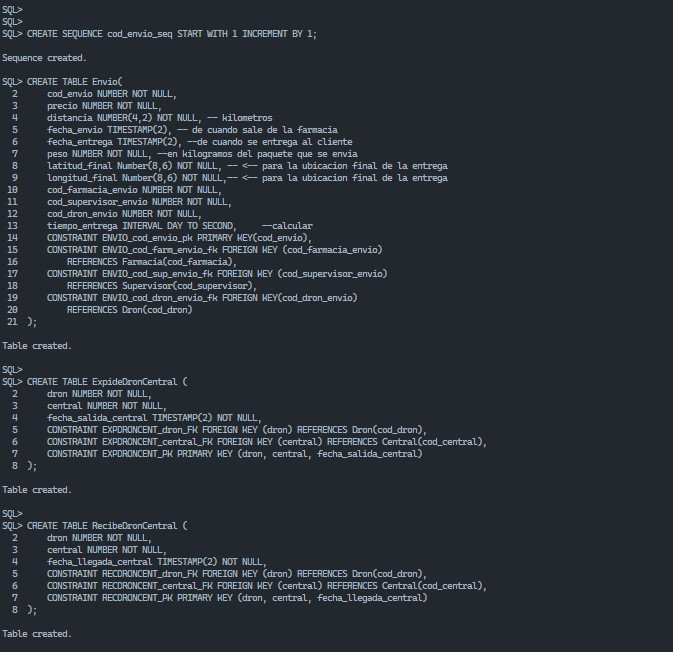 SQL>
SQL>
SQL> CREATE SEQUENCE cod_envio_seq START WITH 1 INCREMENT BY 1;
Sequence created.
SQL> CREATE TABLE Envio(
2 cod_envio NUMBER NOT NULL,
3 precio NUMBER NOT NULL,
4 distancia NUMBER(4,2) NOT NULL, -- kilometros
5 fecha_envio TIMESTAMP(2), -- de cuando sale de la farmacia
6 fecha_entrega TIMESTAMP(2), --de cuando se entrega al cliente
7 peso NUMBER NOT NULL, --en kilogramos del paquete que se envia
8 latitud_final Number(8,6) NOT NULL, -- <-- para la ubicacion final de la entrega
9 longitud_final Number(8,6) NOT NULL,-- <-- para la ubicacion final de la entrega
10 cod_farmacia_envio NUMBER NOT NULL,
11 cod_supervisor_envio NUMBER NOT NULL,
12 cod_dron_envio NUMBER NOT NULL,
13 tiempo_entrega INTERVAL DAY TO SECOND, --calcular
14 CONSTRAINT ENVIO_cod_envio_pk PRIMARY KEY(cod_envio),
15 CONSTRAINT ENVIO_cod_farm_envio_fk FOREIGN KEY (cod_farmacia_envio)
16 REFERENCES Farmacia(cod_farmacia),
17 CONSTRAINT ENVIO_cod_sup_envio_fk FOREIGN KEY (cod_supervisor_envio)
18 REFERENCES Supervisor(cod_supervisor),
19 CONSTRAINT ENVIO_cod_dron_envio_fk FOREIGN KEY(cod_dron_envio)
20 REFERENCES Dron(cod_dron)
21 );
Table created.
SQL>
SQL> CREATE TABLE ExpideDronCentral (
2 dron NUMBER NOT NULL,
3 central NUMBER NOT NULL,
4 fecha_salida_central TIMESTAMP(2) NOT NULL,
5 CONSTRAINT EXPDRONCENT_dron_FK FOREIGN KEY (dron) REFERENCES Dron(cod_dron),
6 CONSTRAINT EXPDRONCENT_central_FK FOREIGN KEY (central) REFERENCES Central(cod_central),
7 CONSTRAINT EXPDRONCENT_PK PRIMARY KEY (dron, central, fecha_salida_central)
8 );
Table created.
SQL>
SQL> CREATE TABLE RecibeDronCentral (
2 dron NUMBER NOT NULL,
3 central NUMBER NOT NULL,
4 fecha_llegada_central TIMESTAMP(2) NOT NULL,
5 CONSTRAINT RECDRONCENT_dron_FK FOREIGN KEY (dron) REFERENCES Dron(cod_dron),
6 CONSTRAINT RECDRONCENT_central_FK FOREIGN KEY (central) REFERENCES Central(cod_central),
7 CONSTRAINT RECDRONCENT_PK PRIMARY KEY (dron, central, fecha_llegada_central)
8 );
Table created.